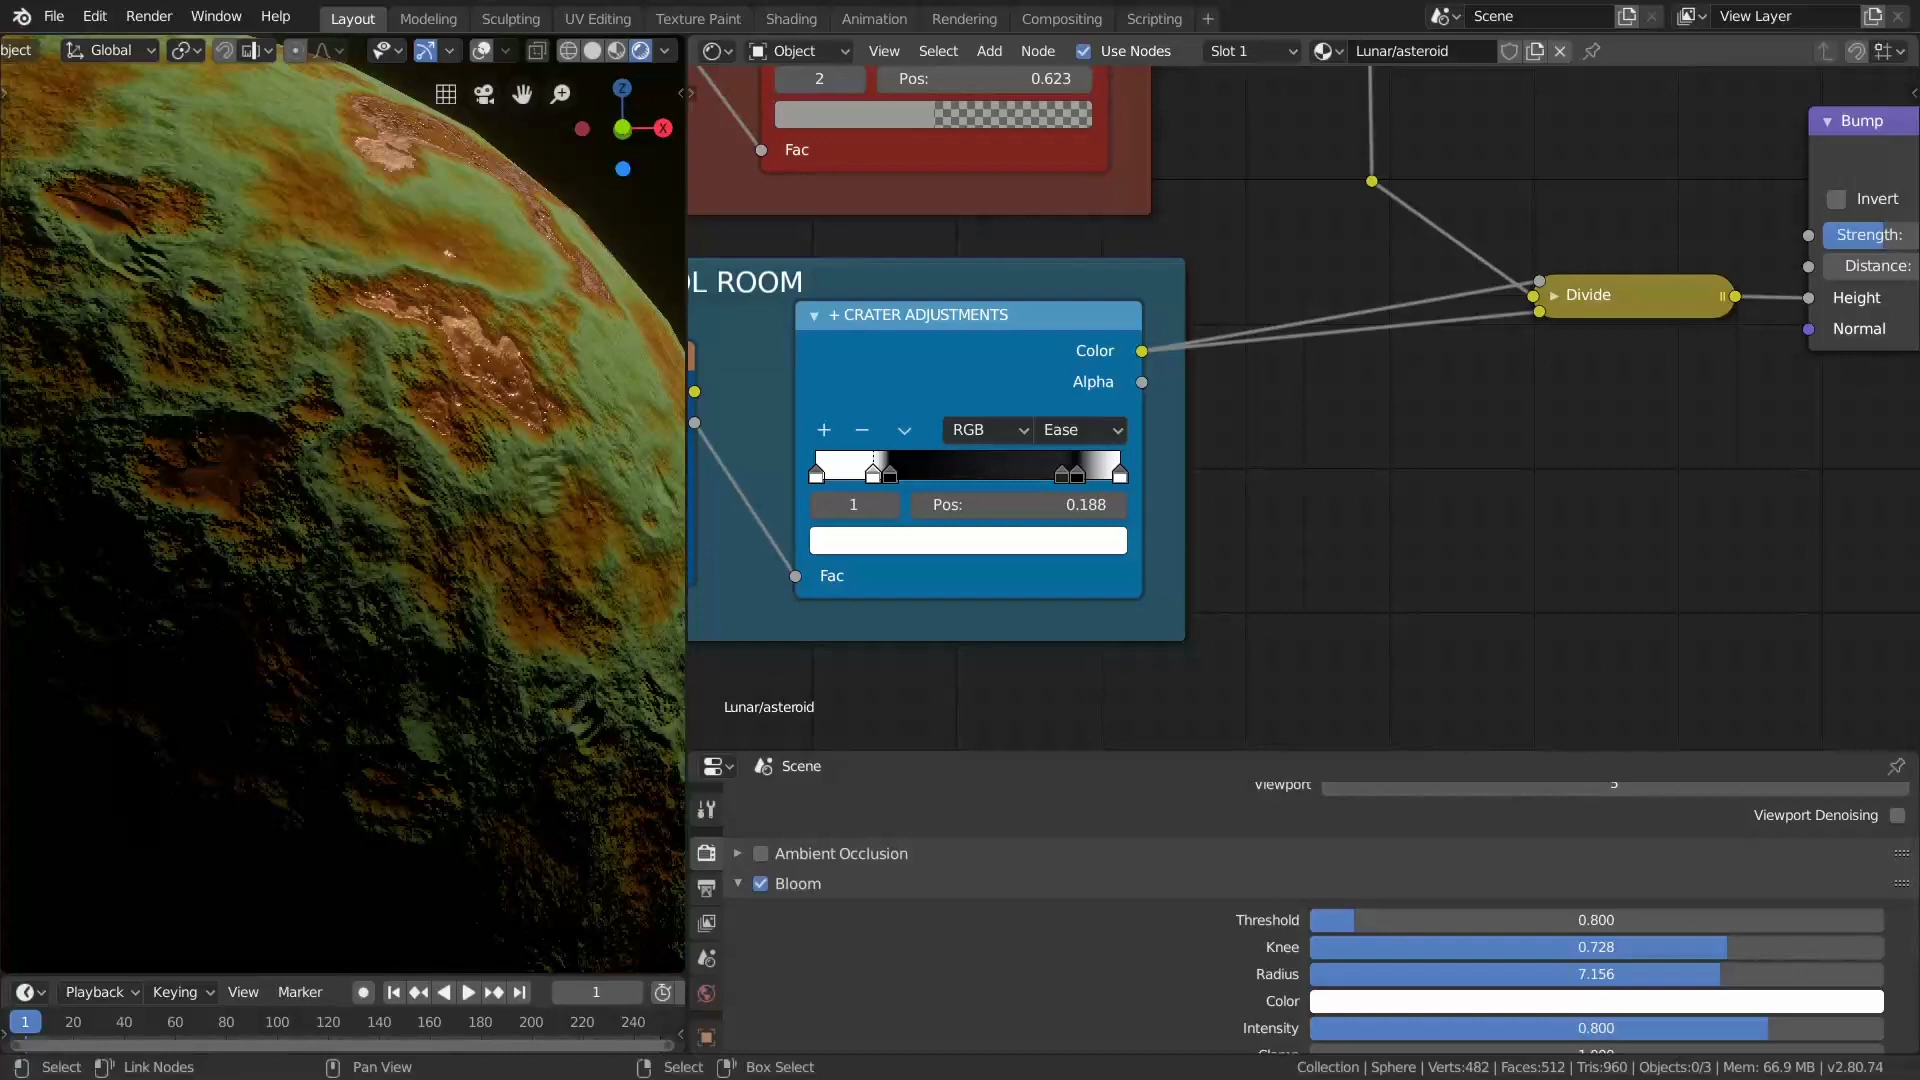 File Edit Render Window Help Layout Modeling Sculpting UV Editing Texture Paint Shading Animation Rendering Compositing Scripting + Scene View Layer
bject Global Object View Select Add Node Use Nodes Slot 1 Lunar/asteroid
2 Pos: 0.623
Fac
Z
X
Bump
Invert
Strength:
Distance:
Height
Normal
Divide
OL ROOM
+ CRATER ADJUSTMENTS
Color
Alpha
+ − RGB Ease
1 Pos: 0.188
Fac
Lunar/asteroid
Scene
Viewport 5
Viewport Denoising
Ambient Occlusion
Bloom
Threshold 0.800
Knee 0.728
Radius 7.156
Color
Intensity 0.800
Clamp 1.000
Playback Keying View Marker 1
1 20 40 60 80 100 120 140 160 180 200 220 240
Select Link Nodes Pan View Select Box Select Collection | Sphere | Verts:482 | Faces:512 | Tris:960 | Objects:0/3 | Mem: 66.9 MB | v2.80.74